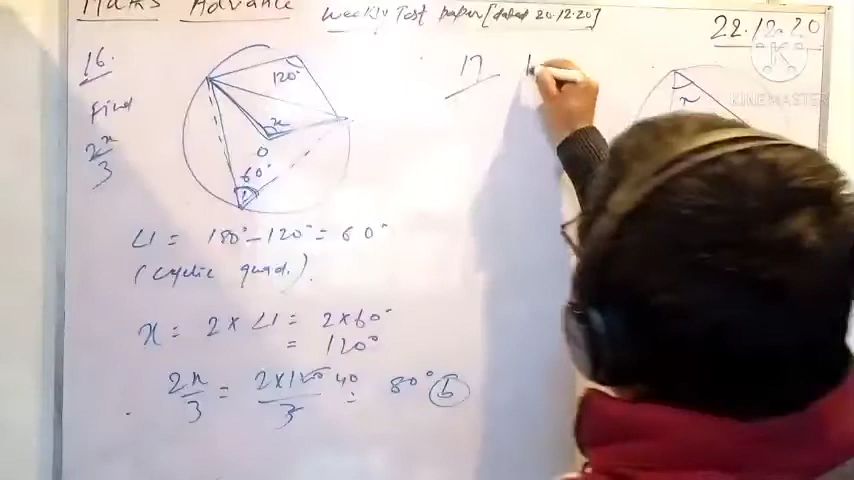 Maths Advance
Weekly Test paper [dated 20.12.20]
22.12.20
KINEMASTER
16.
Find
2x/3
120°
x
O
60°
1
∠1 = 180° - 120° = 60°
(cyclic quad.)
x = 2 × ∠1 = 2 × 60°
= 120°
2x/3 = 2×120/3 40 = 80° (b)
17
x